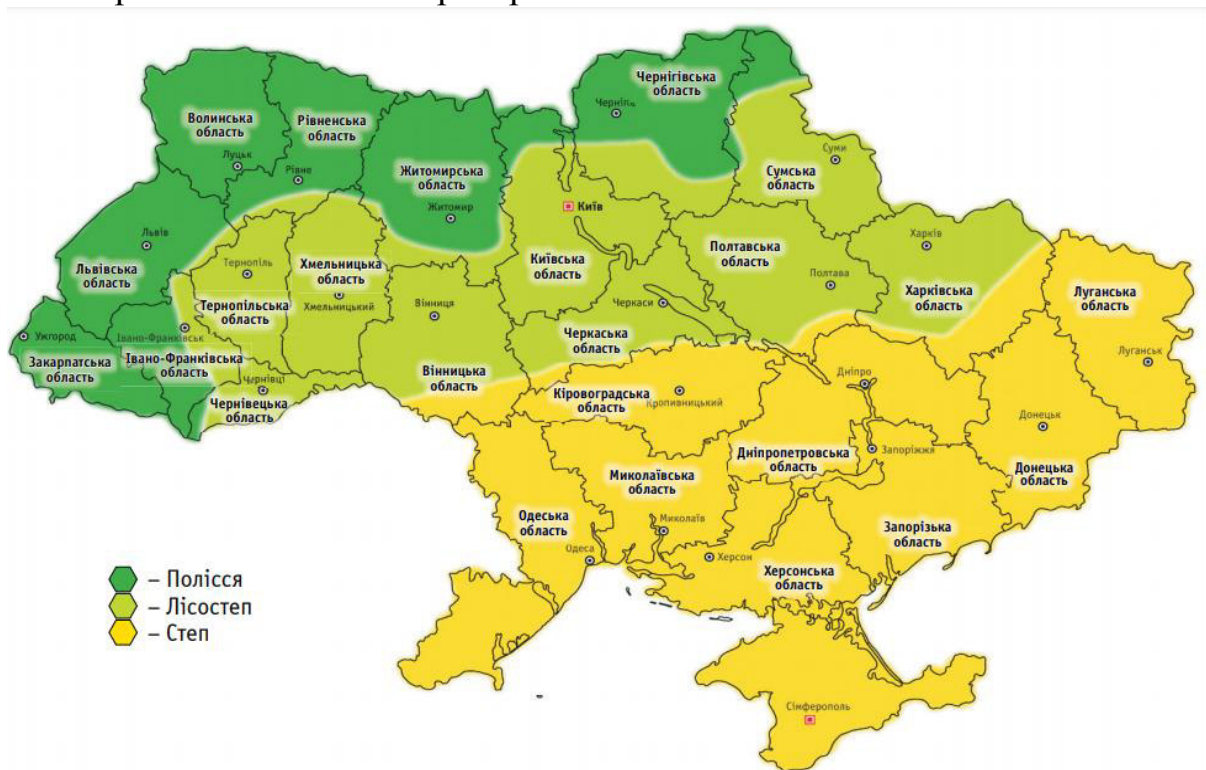 Чернігівська
область
Чернігів
Волинська
область
Рівненська
область
Луцьк
Рівне
Житомирська
область
Житомир
Суми
Сумська
область
Київ
Львів
Львівська
область
Тернопіль
Тернопільська
область
Хмельницька
область
Хмельницький
Вінниця
Київська
область
Полтавська
область
Полтава
Харків
Харківська
область
Луганська
область
Луганськ
Черкаси
Черкаська
область
Ужгород
Закарпатська
область
Івано-Франківськ
Івано-Франківська
область
Чернівці
Чернівецька
область
Вінницька
область
Кіровоградська
область
Кропивницький
Дніпро
Дніпропетровська
область
Запоріжжя
Донецьк
Донецька
область
Миколаївська
область
Миколаїв
Одеська
область
Одеса
Херсон
Херсонська
область
Запорізька
область
Сімферополь
– Полісся
– Лісостеп
– Степ